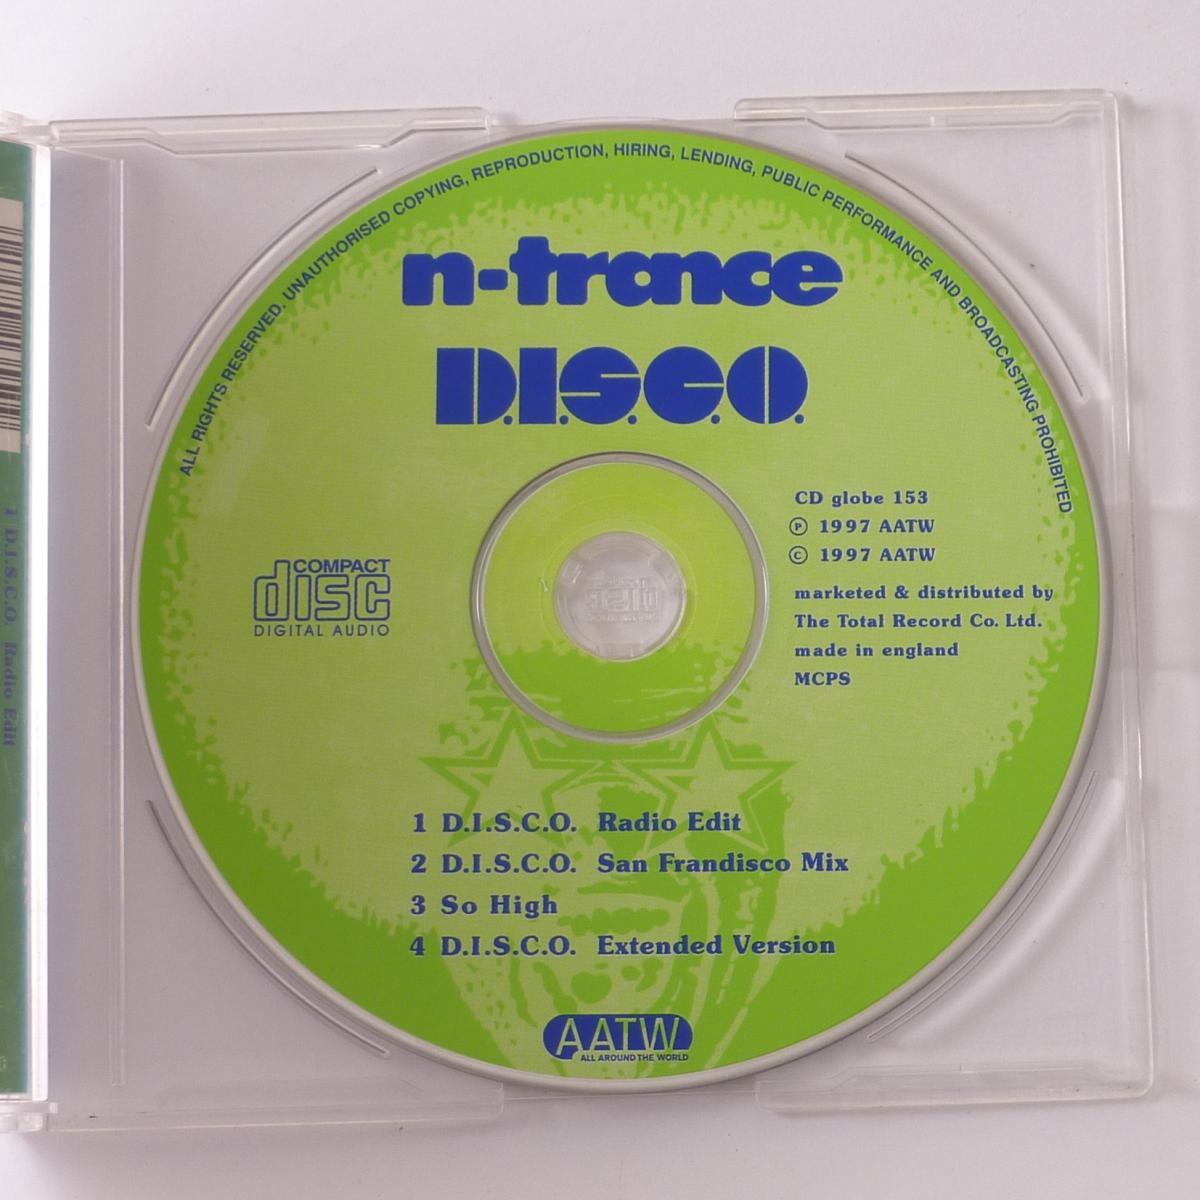 ALL RIGHTS RESERVED. UNAUTHORISED COPYING, REPRODUCTION, HIRING, LENDING, PUBLIC PERFORMANCE AND BROADCASTING PROHIBITED
n-trance
D.I.S.C.O.
CD globe 153
℗ 1997 AATW
© 1997 AATW
marketed & distributed by
The Total Record Co. Ltd.
made in england
MCPS
COMPACT
disc
DIGITAL AUDIO
1 D.I.S.C.O. Radio Edit
2 D.I.S.C.O. San Frandisco Mix
3 So High
4 D.I.S.C.O. Extended Version
AATW
ALL AROUND THE WORLD
1 D.I.S.C.O. Radio Edit